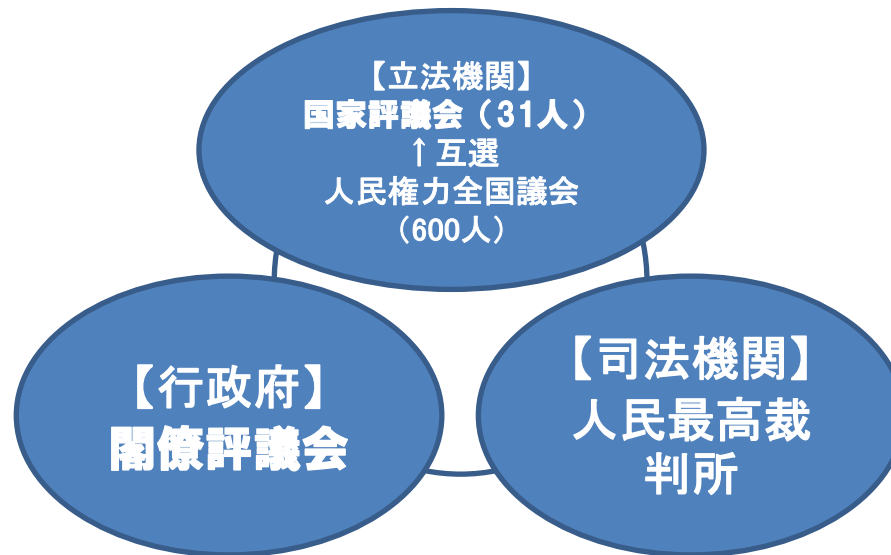 【立法機関】
国家評議会（31人）
↑互選
人民権力全国議会
（600人）
【行政府】
閣僚評議会
【司法機関】
人民最高裁
判所